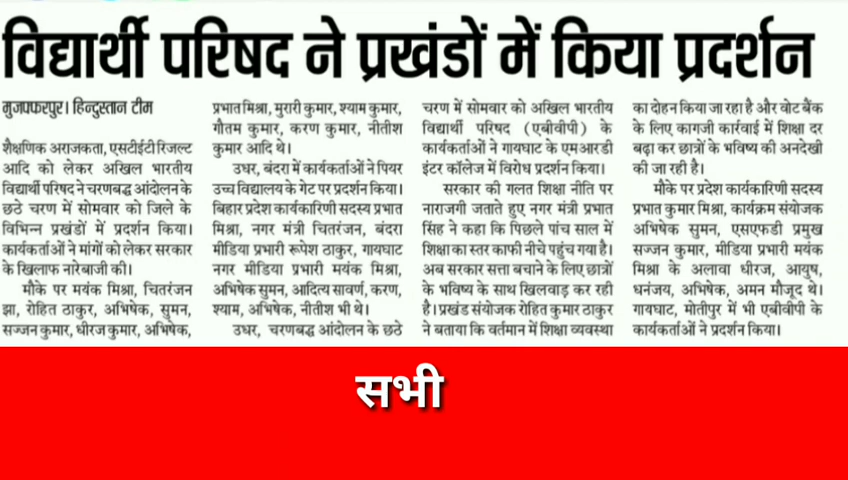 विद्यार्थी परिषद ने प्रखंडों में किया प्रदर्शन
मुजफ्फरपुर। हिन्दुस्तान टीम
शैक्षणिक अराजकता, एसटीईटी रिजल्ट
आदि को लेकर अखिल भारतीय
विद्यार्थी परिषद ने चरणबद्ध आंदोलन के
छठे चरण में सोमवार को जिले के
विभिन्न प्रखंडों में प्रदर्शन किया।
कार्यकर्ताओं ने मांगों को लेकर सरकार
के खिलाफ नारेबाजी की।
मौके पर मयंक मिश्रा, चितरंजन
झा, रोहित ठाकुर, अभिषेक, सुमन,
सज्जन कुमार, धीरज कुमार, अभिषेक,
प्रभात मिश्रा, मुरारी कुमार, श्याम कुमार,
गौतम कुमार, करण कुमार, नीतीश
कुमार आदि थे।
उधर, बंदरा में कार्यकर्ताओं ने पियर
उच्च विद्यालय के गेट पर प्रदर्शन किया।
बिहार प्रदेश कार्यकारिणी सदस्य प्रभात
मिश्रा, नगर मंत्री चितरंजन, बंदरा
मीडिया प्रभारी रूपेश ठाकुर, गायघाट
नगर मीडिया प्रभारी मयंक मिश्रा,
अभिषेक सुमन, आदित्य सावर्ण, करण,
श्याम, अभिषेक, नीतीश भी थे।
उधर, चरणबद्ध आंदोलन के छठे
चरण में सोमवार को अखिल भारतीय
विद्यार्थी परिषद (एबीवीपी) के
कार्यकर्ताओं ने गायघाट के एमआरडी
इंटर कॉलेज में विरोध प्रदर्शन किया।
सरकार की गलत शिक्षा नीति पर
नाराजगी जताते हुए नगर मंत्री प्रभात
सिंह ने कहा कि पिछले पांच साल में
शिक्षा का स्तर काफी नीचे पहुंच गया है।
अब सरकार सत्ता बचाने के लिए छात्रों
के भविष्य के साथ खिलवाड़ कर रही
है। प्रखंड संयोजक रोहित कुमार ठाकुर
ने बताया कि वर्तमान में शिक्षा व्यवस्था
का दोहन किया जा रहा है और वोट बैंक
के लिए कागजी कार्रवाई में शिक्षा दर
बढ़ा कर छात्रों के भविष्य की अनदेखी
की जा रही है।
मौके पर प्रदेश कार्यकारिणी सदस्य
प्रभात कुमार मिश्रा, कार्यक्रम संयोजक
अभिषेक सुमन, एसएफडी प्रमुख
सज्जन कुमार, मीडिया प्रभारी मयंक
मिश्रा के अलावा धीरज, आयुष,
धनंजय, अभिषेक, अमन मौजूद थे।
गायघाट, मोतीपुर में भी एबीवीपी के
कार्यकर्ताओं ने प्रदर्शन किया।
सभी